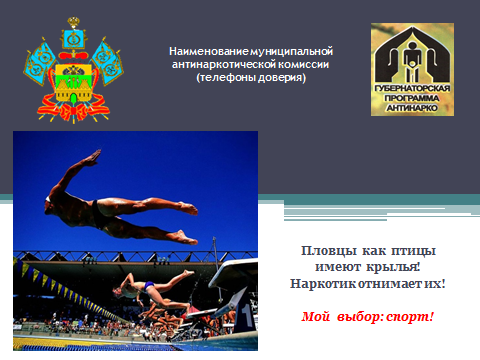 Наименование муниципальной
антинаркотической комиссии
(телефоны доверия)
ГУБЕРНАТОРСКАЯ
ПРОГРАММА
АНТИНАРКО
Пловцы как птицы
имеют крылья!
Наркотик отнимает их!
Мой выбор: спорт!
1